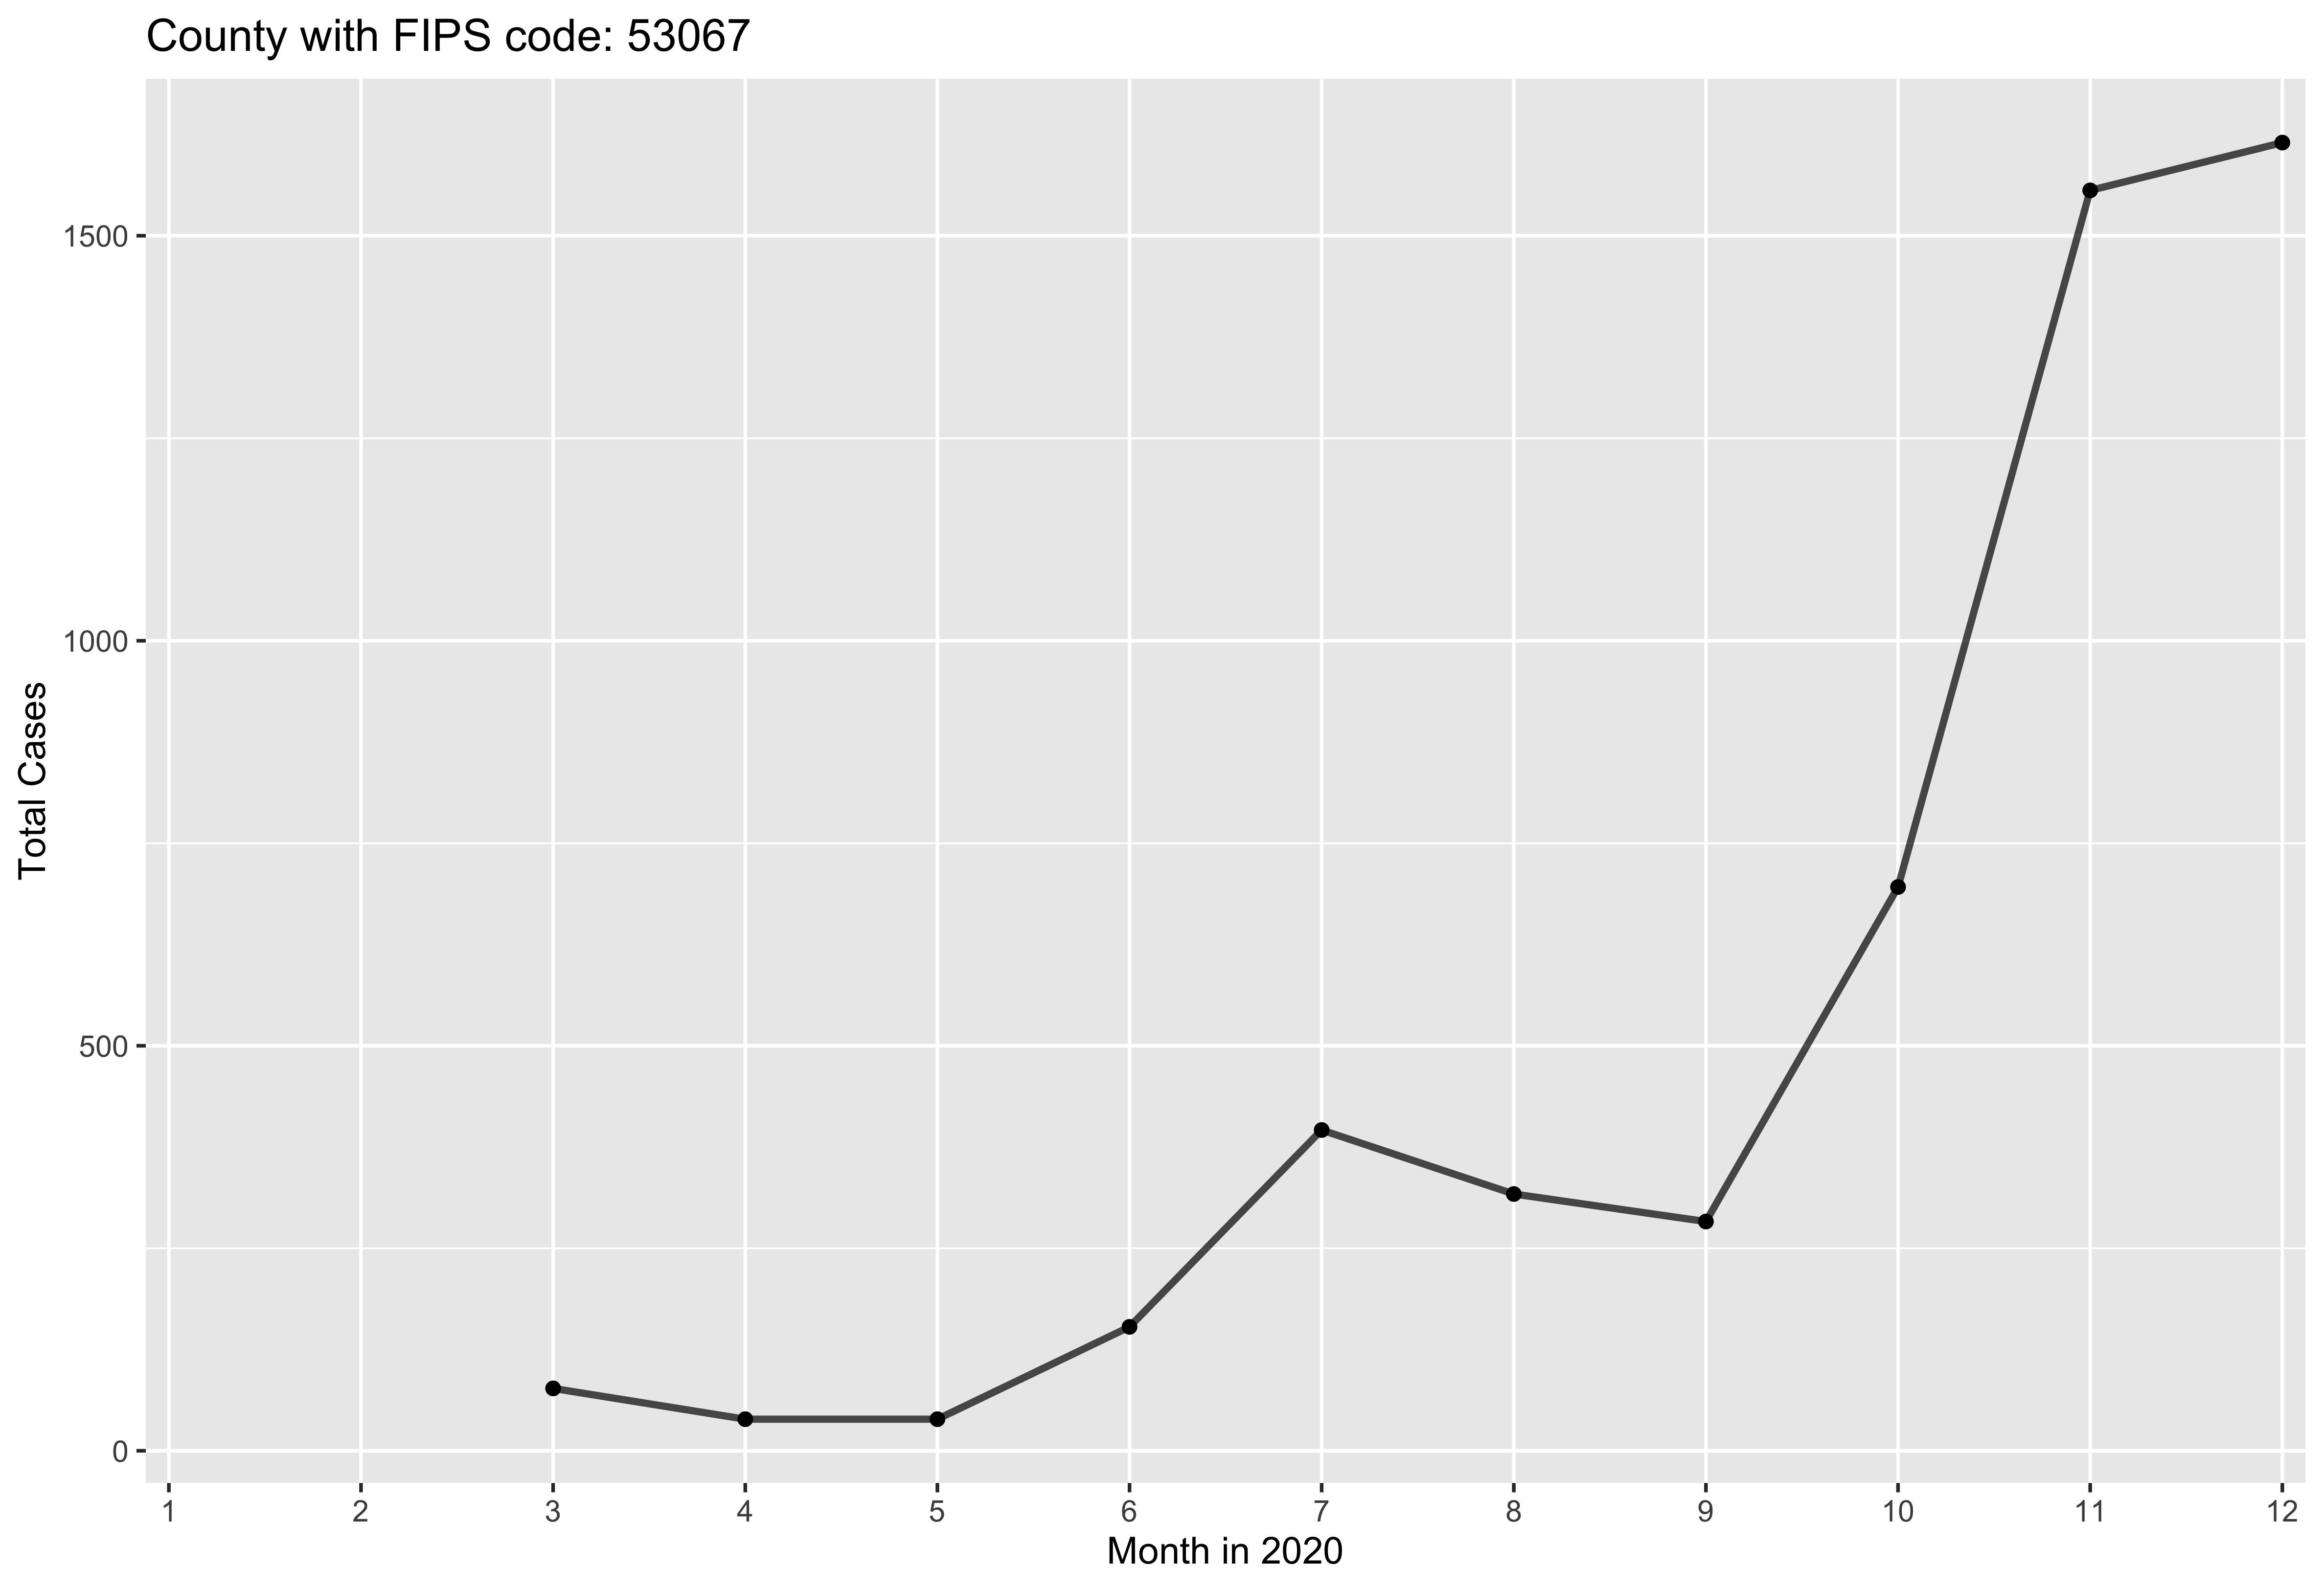 County with FIPS code: 53067
Total Cases
1500
1000
500
0
1 2 3 4 5 6 7 8 9 10 11 12
Month in 2020